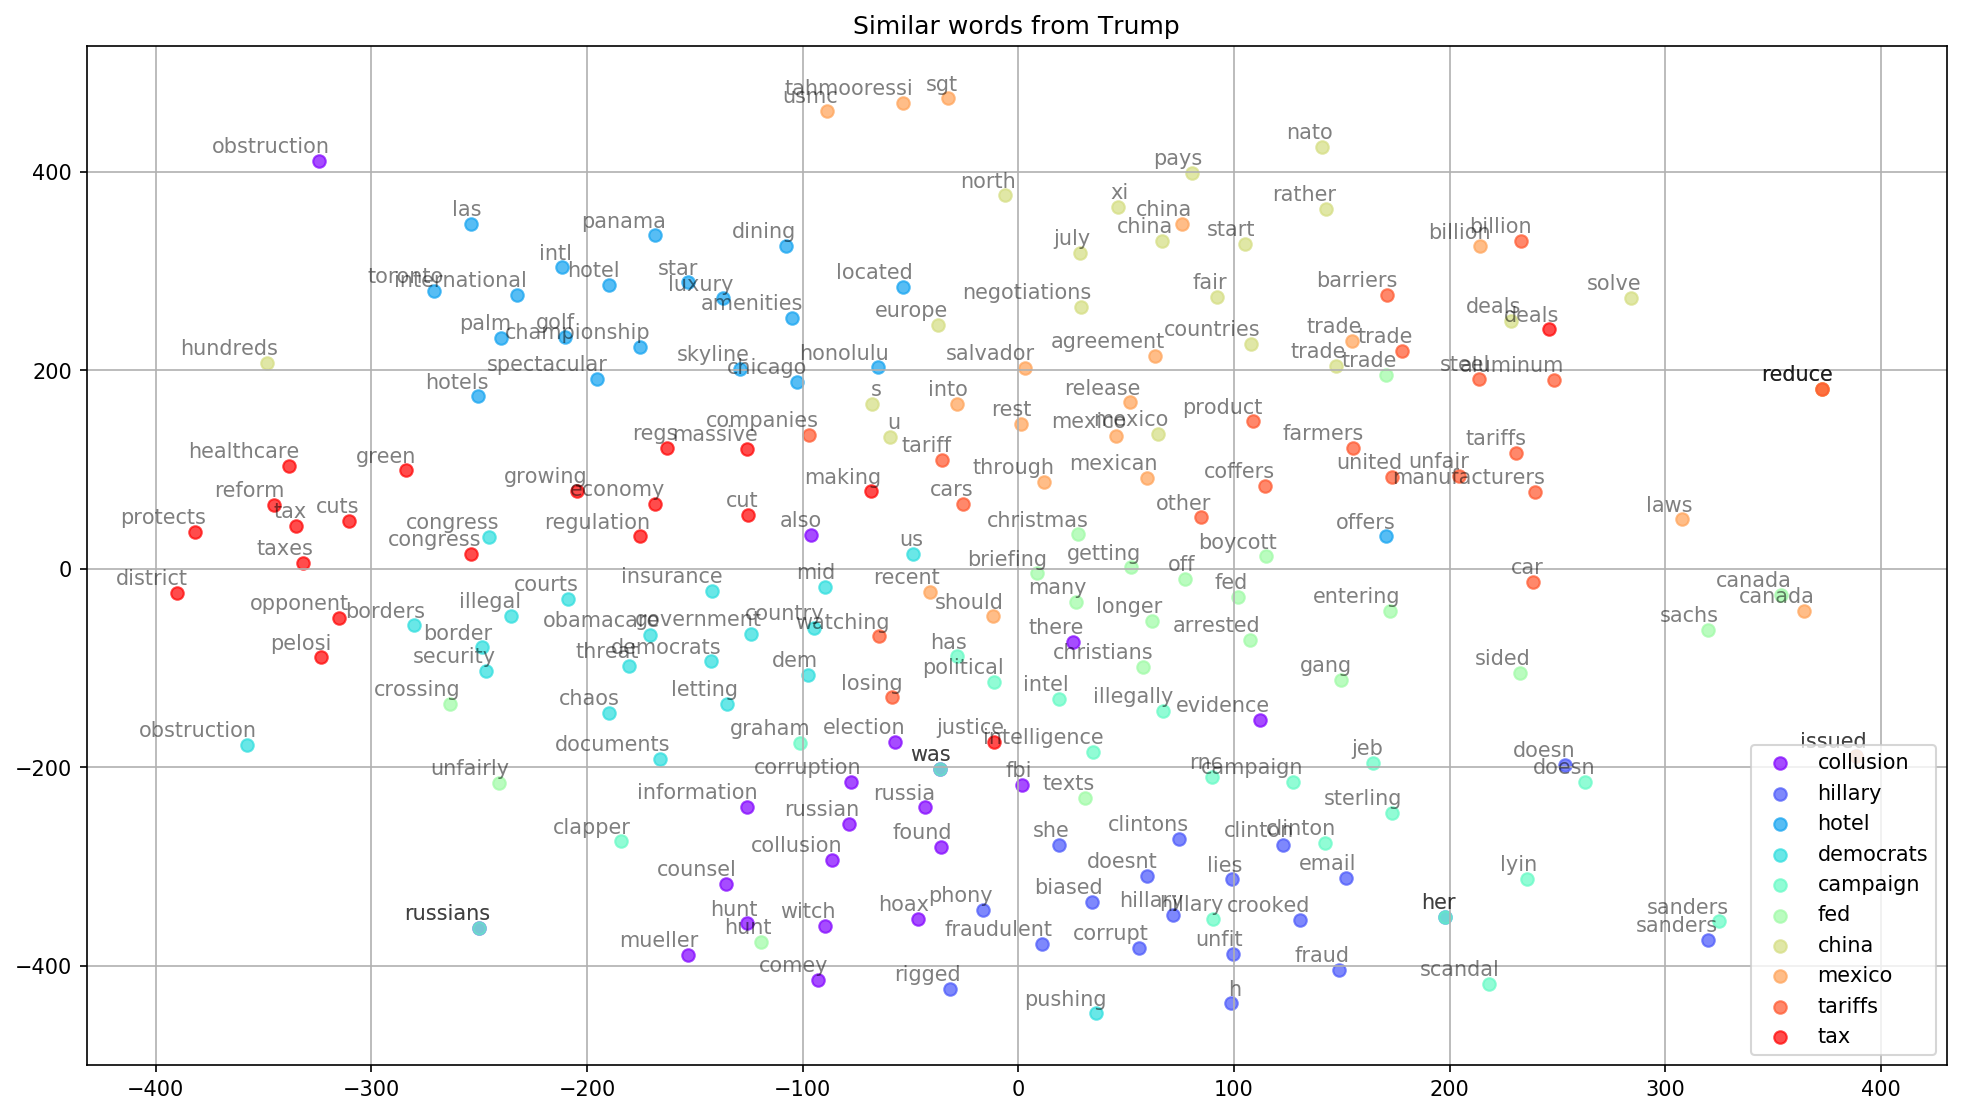 Similar words from Trump
tahmooressi
sgt
usmc
nato
obstruction
pays
north
rather
xi
las
china
panama
china
start
billion
billion
dining
july
intl
star
hotel
located
barriers
toronto
international
luxury
negotiations
fair
solve
amenities
europe
deals
deals
palm
golf
championship
countries
trade
trade
hundreds
skyline
honolulu
salvador
agreement
trade
trade
spectacular
chicago
steel
aluminum
reduce
hotels
s
into
release
companies
u
rest
mexico
mexico
product
regs
massive
tariff
farmers
tariffs
healthcare
green
growing
economy
making
through
mexican
coffers
united
unfair
manufacturers
reform
tax
cuts
cut
cars
other
protects
congress
congress
regulation
also
christmas
offers
laws
taxes
us
briefing
getting
off
boycott
district
courts
insurance
mid
recent
many
fed
car
canada
canada
opponent
borders
illegal
obamacare
government
country
watching
should
longer
entering
sachs
pelosi
border
security
threat
democrats
dem
has
there
christians
arrested
crossing
chaos
letting
losing
political
intel
illegally
gang
sided
obstruction
documents
graham
election
justice
intelligence
evidence
unfairly
corruption
was
fbi
rnc
campaign
jeb
doesn
doesn
issued
information
russian
russia
texts
sterling
clapper
collusion
found
she
clintons
clinton
clinton
counsel
doesnt
lies
email
lyin
russians
hunt
hunt
witch
hoax
phony
biased
hillary
hillary
crooked
her
sanders
sanders
mueller
fraudulent
corrupt
unfit
fraud
comey
rigged
pushing
h
scandal
collusion
hillary
hotel
democrats
campaign
fed
china
mexico
tariffs
tax
400
200
0
−200
−400
−400 −300 −200 −100 0 100 200 300 400